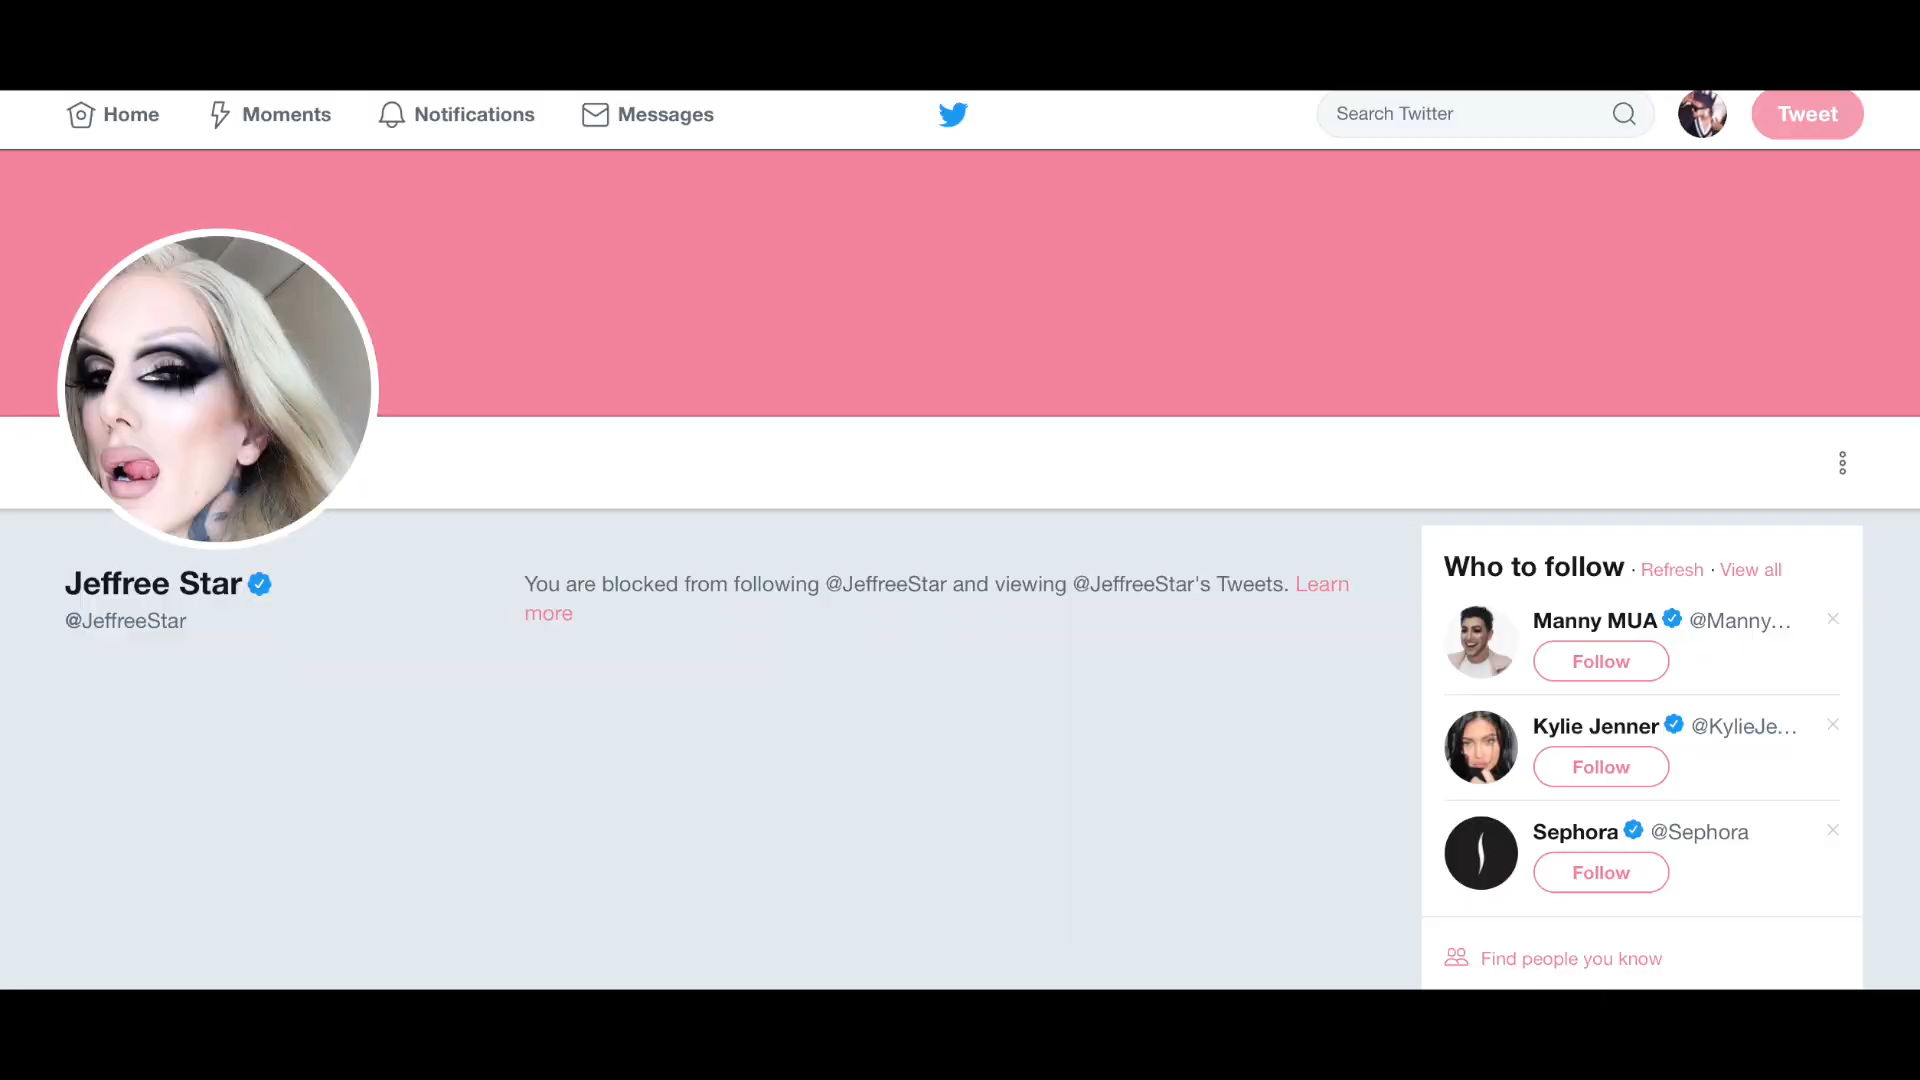 Home Moments Notifications Messages Search Twitter Tweet
Jeffree Star
@JeffreeStar
You are blocked from following @JeffreeStar and viewing @JeffreeStar's Tweets. Learn
more
Who to follow · Refresh · View all
Manny MUA @Manny...
Follow
Kylie Jenner @KylieJe...
Follow
Sephora @Sephora
Follow
Find people you know